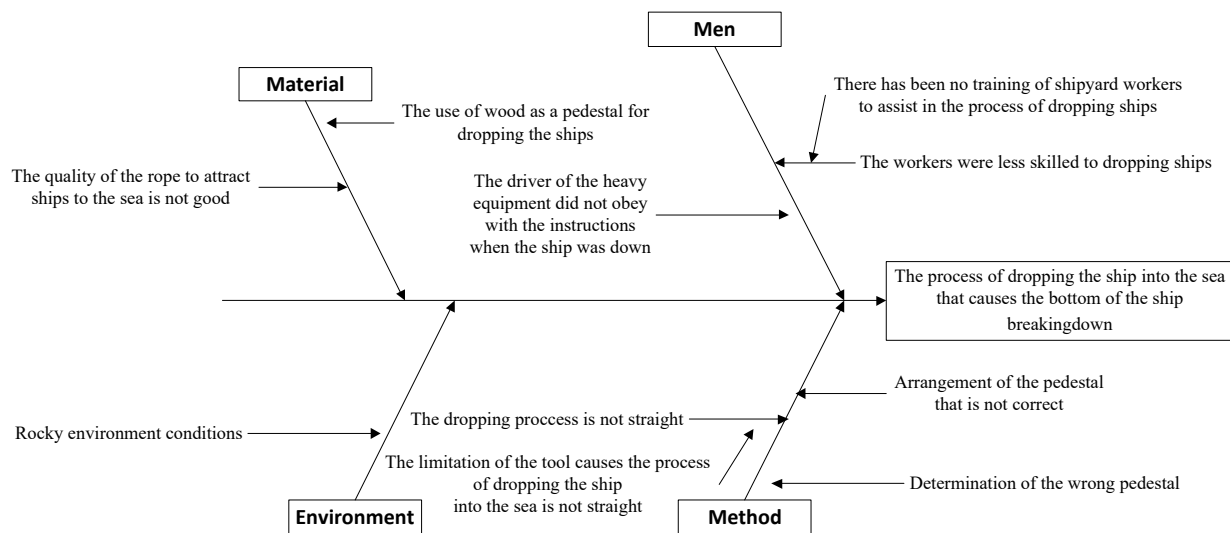 Men
Material
There has been no training of shipyard workers
to assist in the process of dropping ships
The use of wood as a pedestal for
dropping the ships
The workers were less skilled to dropping ships
The quality of the rope to attract
ships to the sea is not good
The driver of the heavy
equipment did not obey
with the instructions
when the ship was down
The process of dropping the ship into the sea
that causes the bottom of the ship
breakingdown
Arrangement of the pedestal
that is not correct
The dropping proccess is not straight
Rocky environment conditions
The limitation of the tool causes the process
of dropping the ship
into the sea is not straight
Determination of the wrong pedestal
Environment
Method